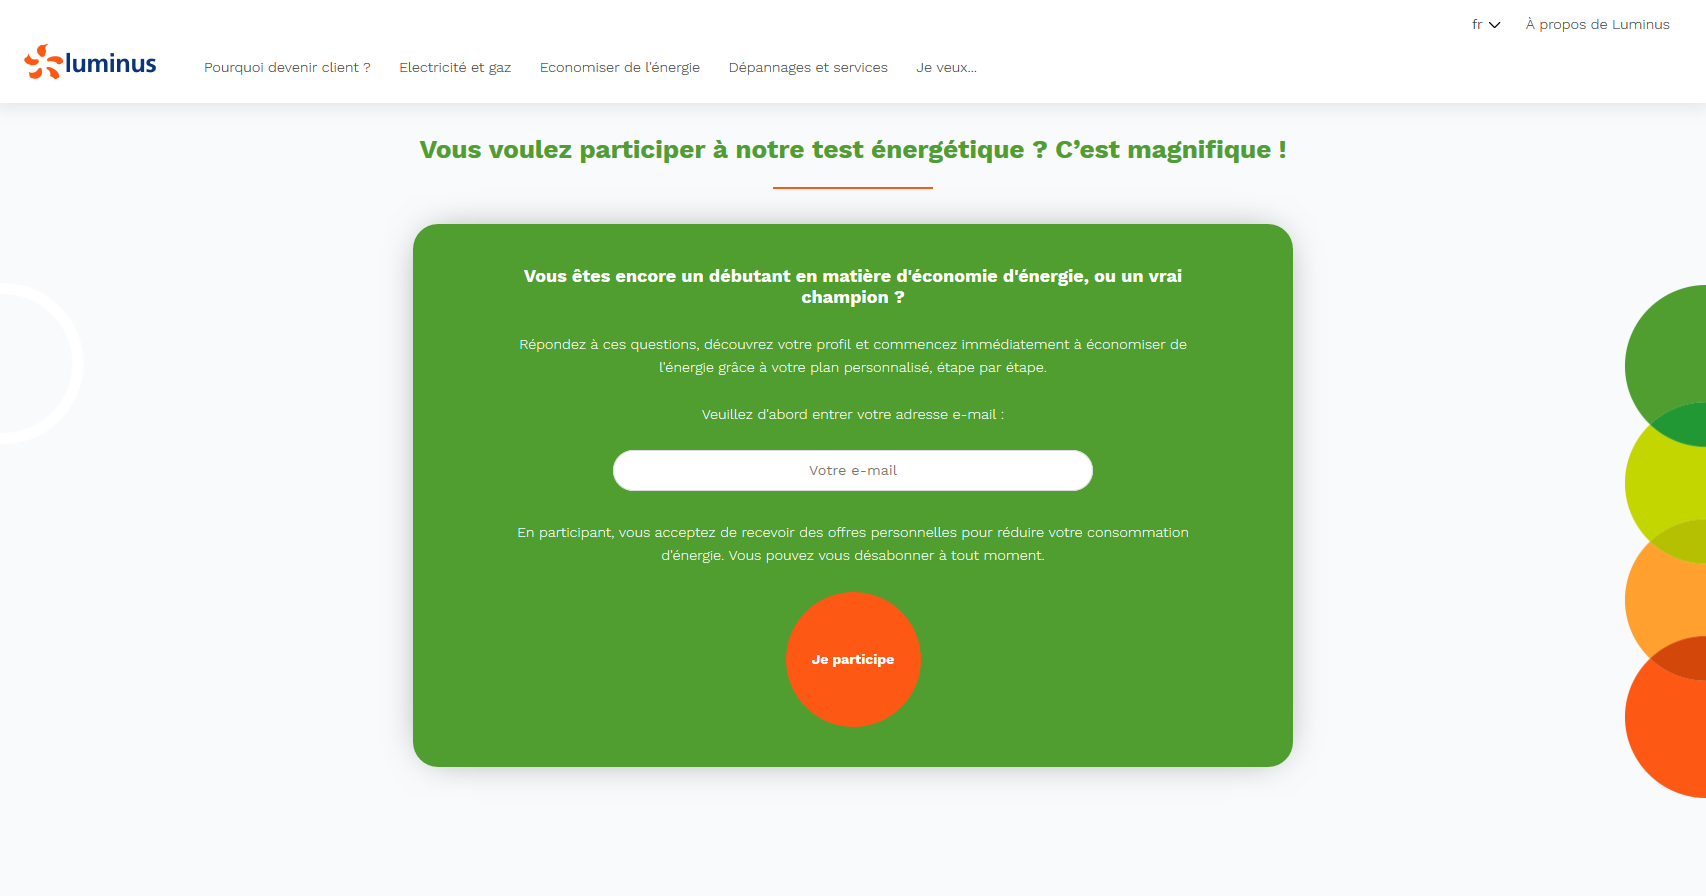 fr
À propos de Luminus
luminus
Pourquoi devenir client ?
Electricité et gaz
Economiser de l'énergie
Dépannages et services
Je veux...
Vous voulez participer à notre test énergétique ? C’est magnifique !
Vous êtes encore un débutant en matière d'économie d'énergie, ou un vrai
champion ?
Répondez à ces questions, découvrez votre profil et commencez immédiatement à économiser de
l'énergie grâce à votre plan personnalisé, étape par étape.
Veuillez d'abord entrer votre adresse e-mail :
Votre e-mail
En participant, vous acceptez de recevoir des offres personnelles pour réduire votre consommation
d'énergie. Vous pouvez vous désabonner à tout moment.
Je participe